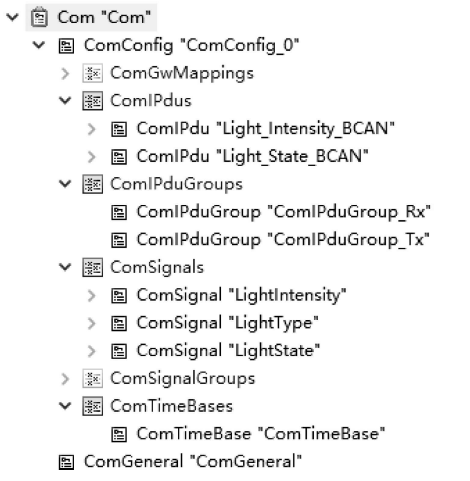 Com "Com"
ComConfig "ComConfig_0"
ComGwMappings
ComIPdus
ComIPdu "Light_Intensity_BCAN"
ComIPdu "Light_State_BCAN"
ComIPduGroups
ComIPduGroup "ComIPduGroup_Rx"
ComIPduGroup "ComIPduGroup_Tx"
ComSignals
ComSignal "LightIntensity"
ComSignal "LightType"
ComSignal "LightState"
ComSignalGroups
ComTimeBases
ComTimeBase "ComTimeBase"
ComGeneral "ComGeneral"